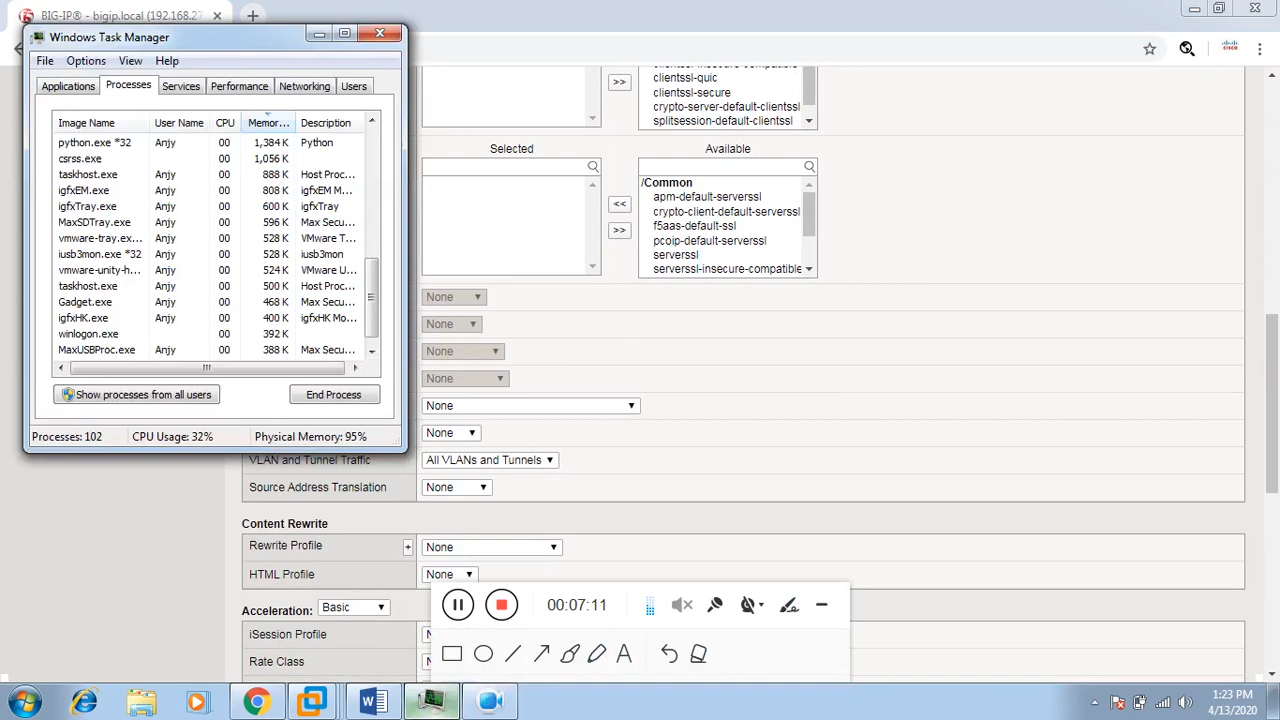 BIG-IP® - bigip.local (192.168.27
Windows Task Manager
File Options View Help
Applications Processes Services Performance Networking Users
Image Name User Name CPU Memor... Description
python.exe *32 Anjy 00 1,384 K Python
csrss.exe 00 1,056 K
taskhost.exe Anjy 00 888 K Host Proc...
igfxEM.exe Anjy 00 808 K igfxEM M...
igfxTray.exe Anjy 00 600 K igfxTray
MaxSDTray.exe Anjy 00 596 K Max Secu...
vmware-tray.ex... Anjy 00 528 K VMware T...
iusb3mon.exe *32 Anjy 00 528 K iusb3mon
vmware-unity-h... Anjy 00 524 K VMware U...
taskhost.exe Anjy 00 500 K Host Proc...
Gadget.exe Anjy 00 468 K Max Secu...
igfxHK.exe Anjy 00 400 K igfxHK Mo...
winlogon.exe 00 392 K
MaxUSBProc.exe Anjy 00 388 K Max Secu...
Show processes from all users End Process
Processes: 102 CPU Usage: 32% Physical Memory: 95%
>>
clientssl-insecure-compatible
clientssl-quic
clientssl-secure
crypto-server-default-clientssl
splitsession-default-clientssl
Selected Available
<<
>>
/Common
apm-default-serverssl
crypto-client-default-serverssl
f5aas-default-ssl
pcoip-default-serverssl
serverssl
serverssl-insecure-compatible
None
None
None
None
None
None
VLAN and Tunnel Traffic All VLANs and Tunnels
Source Address Translation None
Content Rewrite
Rewrite Profile + None
HTML Profile None
Acceleration: Basic
iSession Profile
Rate Class
00:07:11
A
CISCO
1:23 PM
4/13/2020